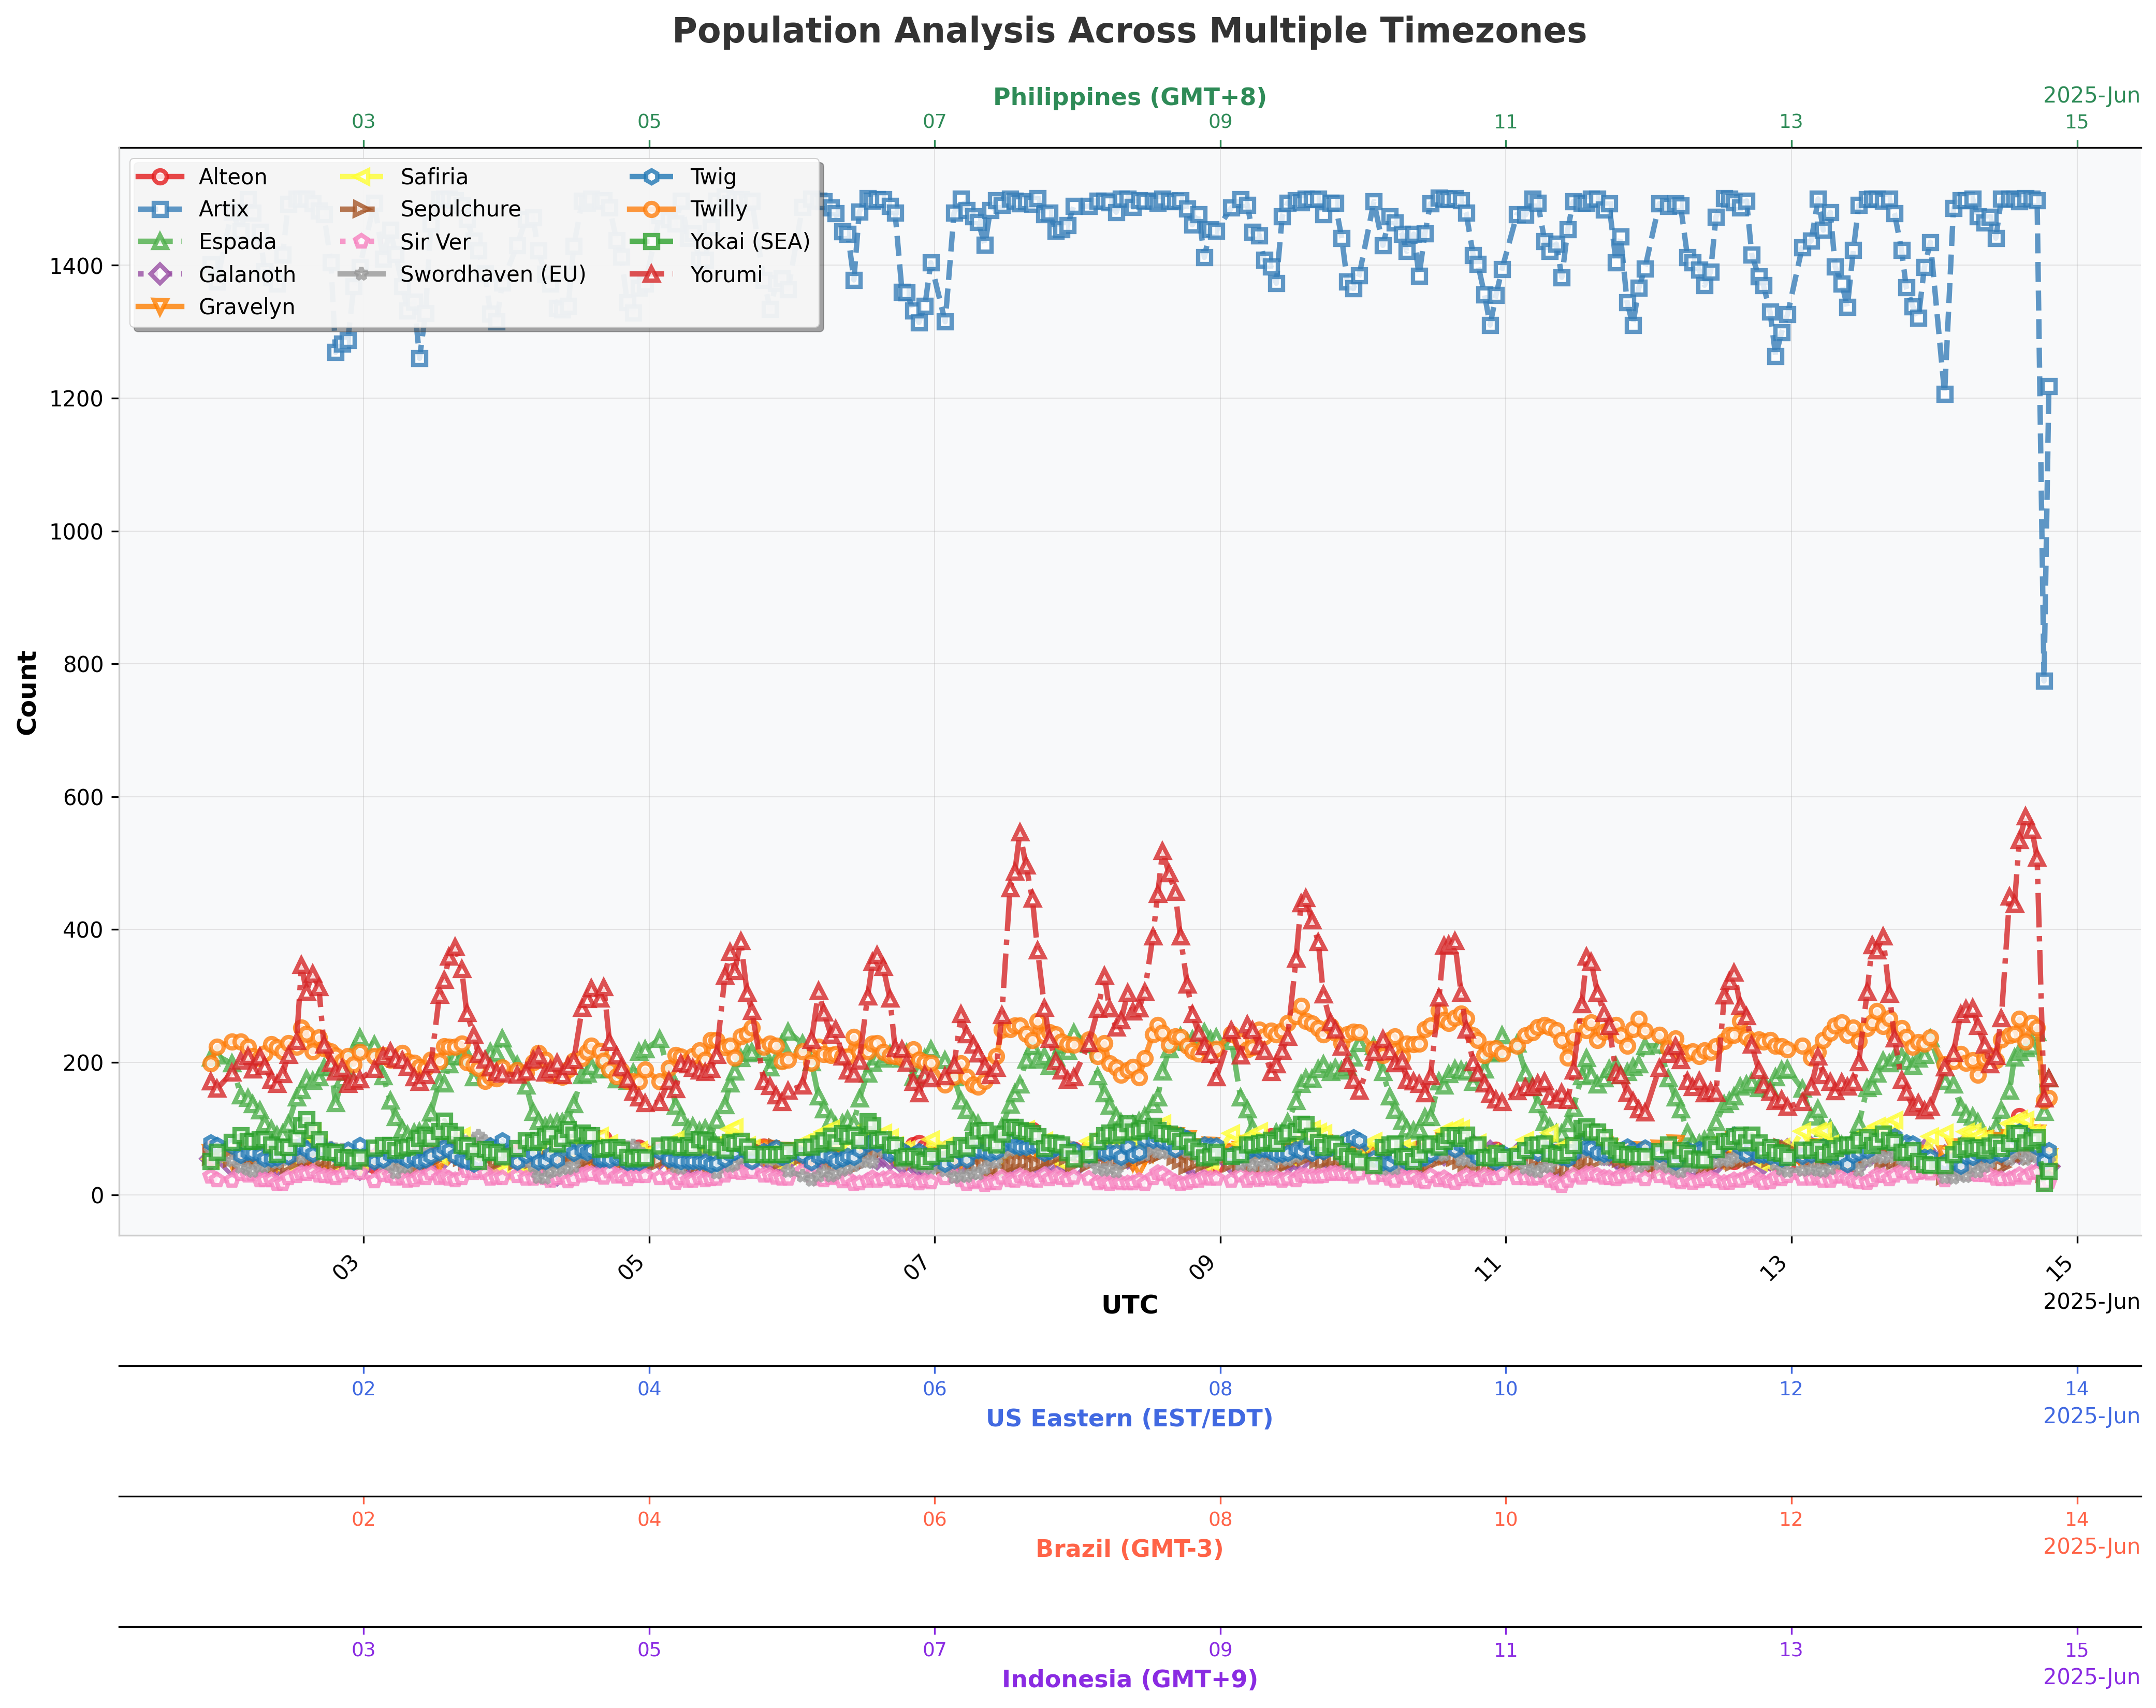 Population Analysis Across Multiple Timezones
Philippines (GMT+8)
2025-Jun
03 05 07 09 11 13 15
Alteon Safiria Twig
Artix Sepulchure Twilly
Espada Sir Ver Yokai (SEA)
Galanoth Swordhaven (EU) Yorumi
Gravelyn
1400
1200
1000
800
600
400
200
0
Count
03 05 07 09 11 13 15
UTC
2025-Jun
02 04 06 08 10 12 14
US Eastern (EST/EDT)
2025-Jun
02 04 06 08 10 12 14
Brazil (GMT-3)
2025-Jun
03 05 07 09 11 13 15
Indonesia (GMT+9)
2025-Jun